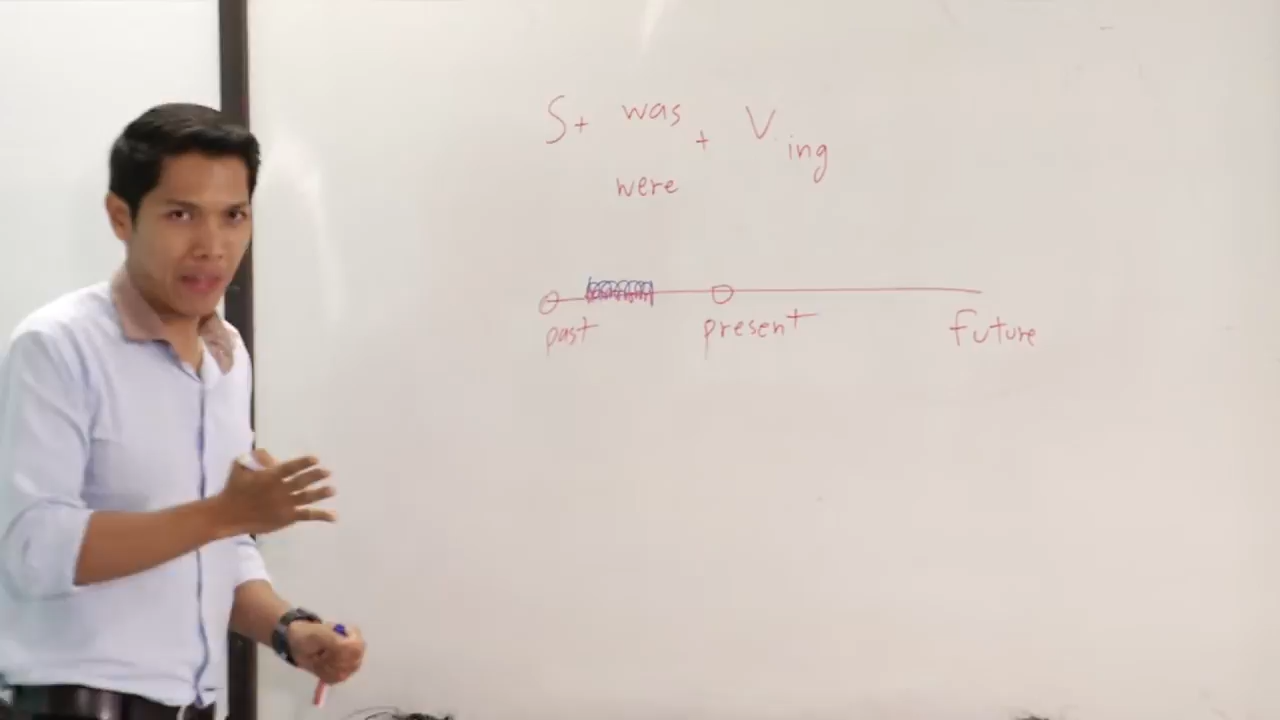 S + was + V ing
were
past present future